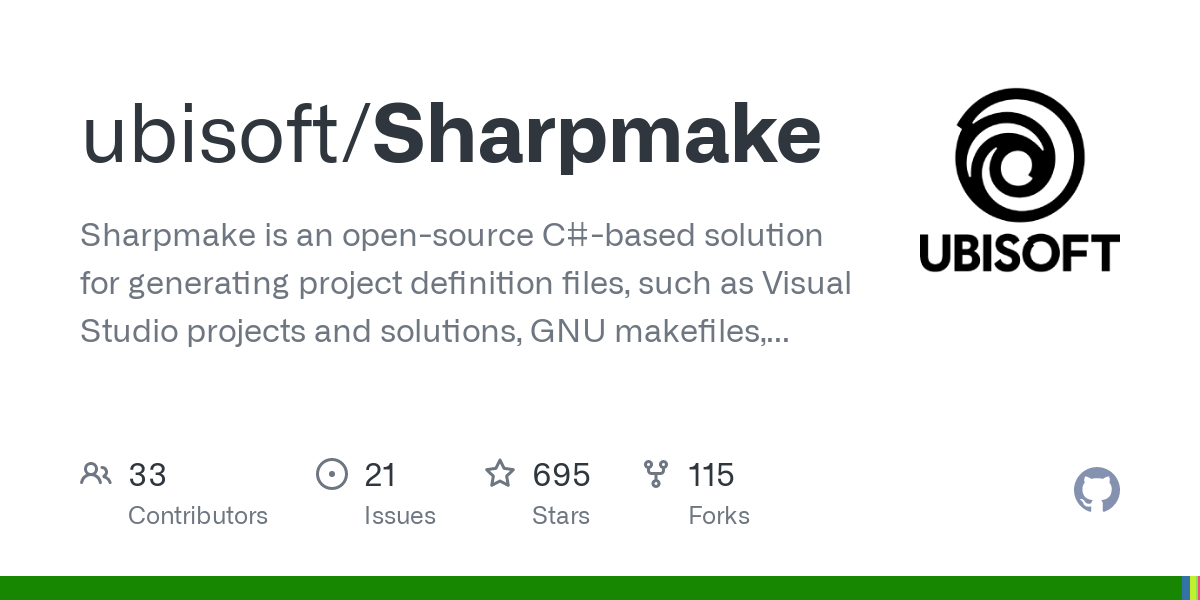 ubisoft/Sharpmake
UBISOFT
Sharpmake is an open-source C#-based solution
for generating project definition files, such as Visual
Studio projects and solutions, GNU makefiles,...
33 21 695 115
Contributors Issues Stars Forks